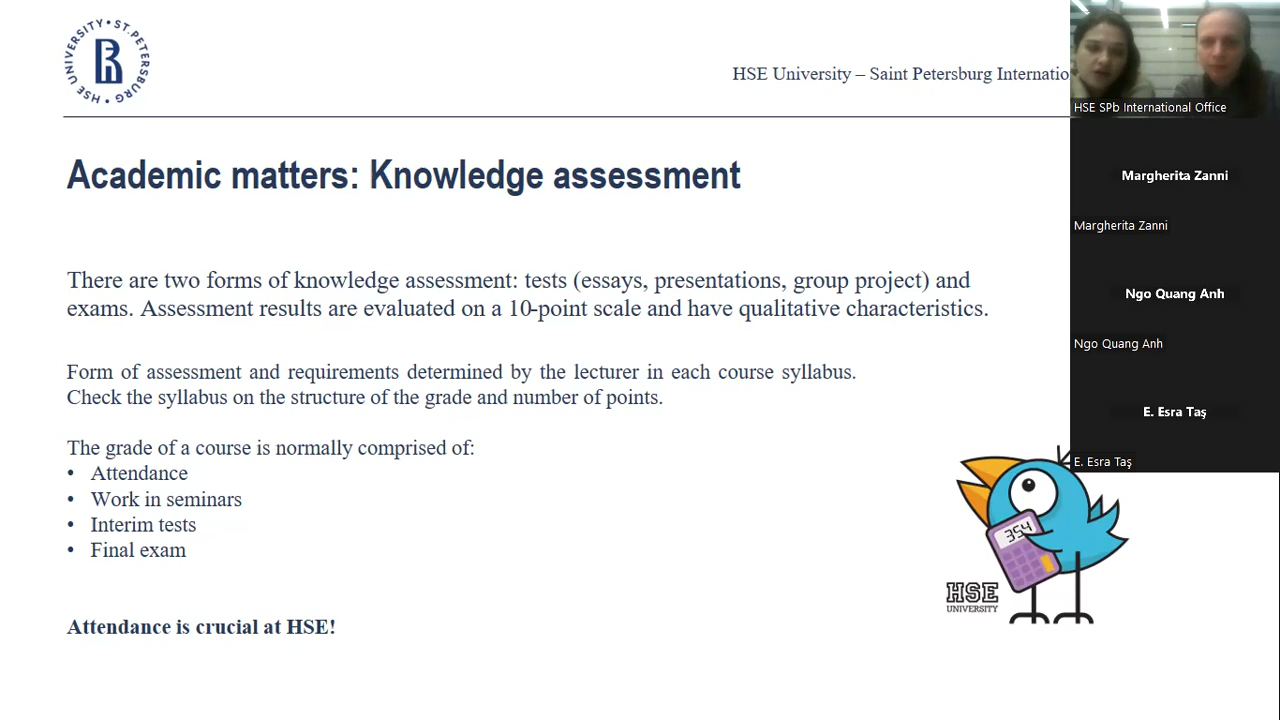 HSE UNIVERSITY • ST.PETERSBURG •
HSE University – Saint Petersburg Internatio
Academic matters: Knowledge assessment
There are two forms of knowledge assessment: tests (essays, presentations, group project) and
exams. Assessment results are evaluated on a 10-point scale and have qualitative characteristics.
Form of assessment and requirements determined by the lecturer in each course syllabus.
Check the syllabus on the structure of the grade and number of points.
The grade of a course is normally comprised of:
• Attendance
• Work in seminars
• Interim tests
• Final exam
Attendance is crucial at HSE!
354
HSE
UNIVERSITY
HSE SPb International Office
Margherita Zanni
Margherita Zanni
Ngo Quang Anh
Ngo Quang Anh
E. Esra Taş
E. Esra Taş